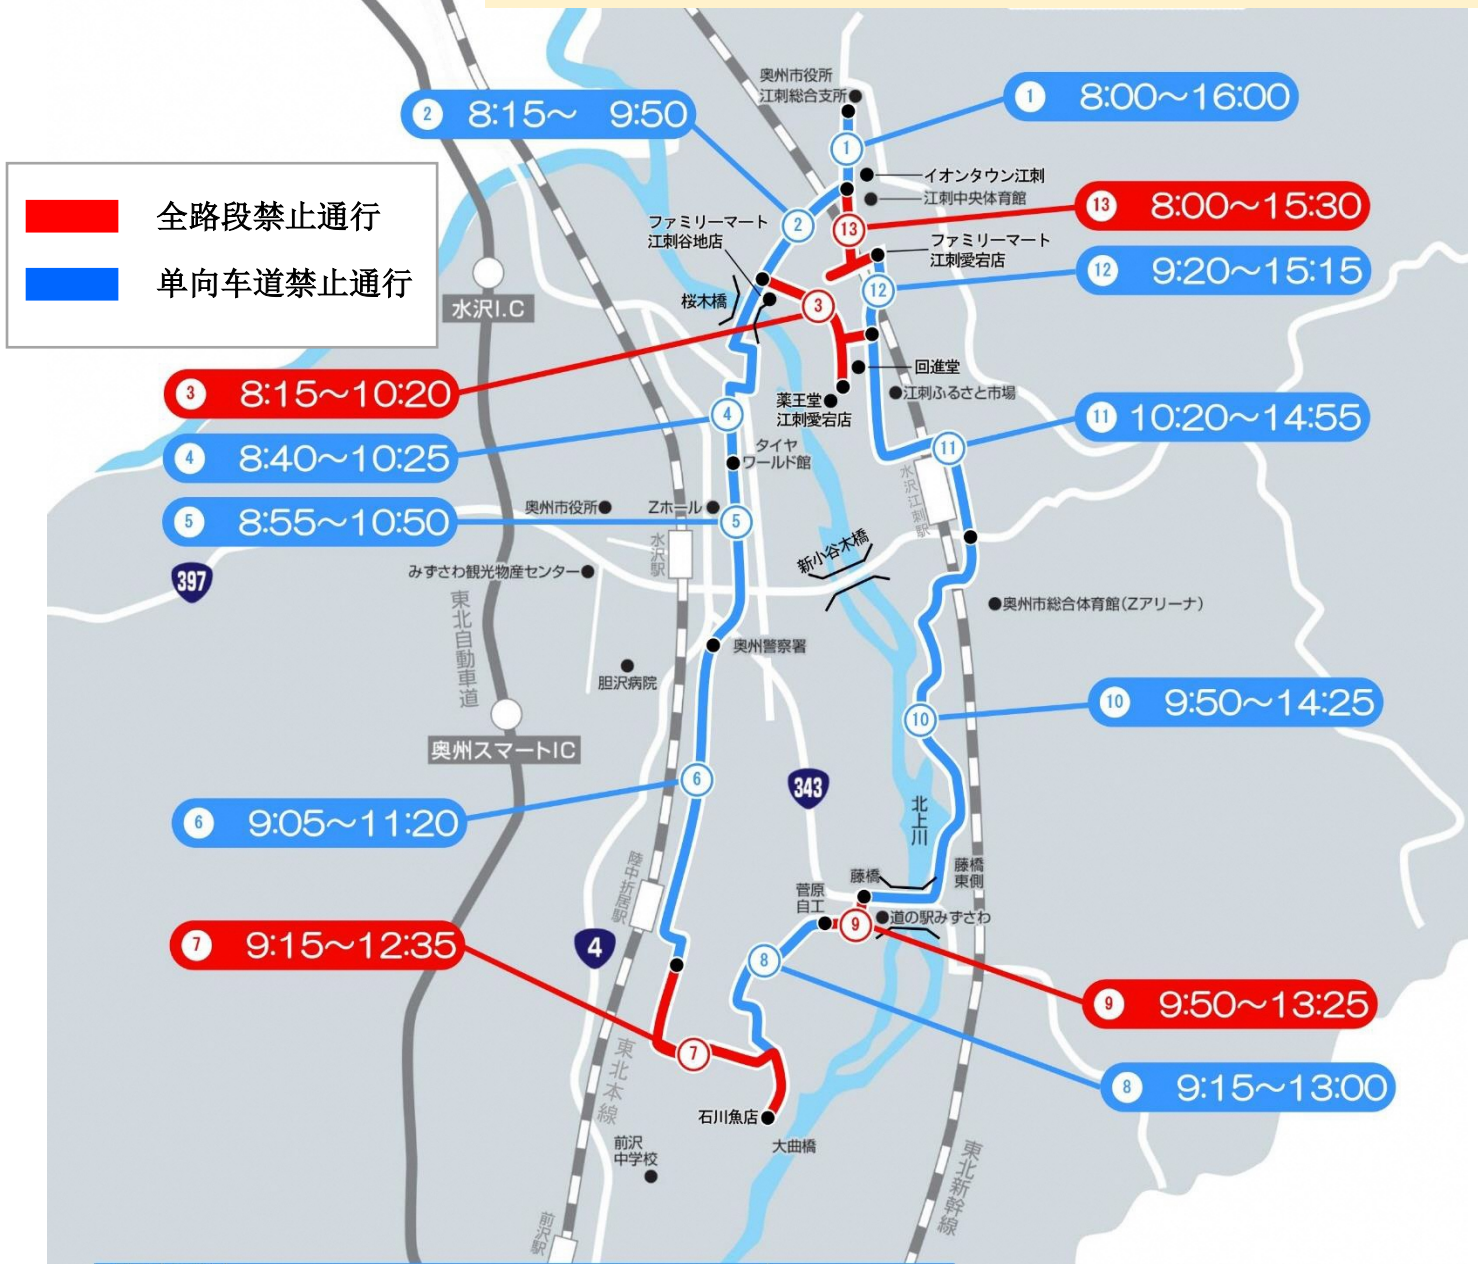 奥州市役所
江刺総合支所
1 8:00～16:00
2 8:15～ 9:50
1
全路段禁止通行
单向车道禁止通行
イオンタウン江刺
江刺中央体育館
13 8:00～15:30
13
2
ファミリーマート
江刺谷地店
ファミリーマート
江刺愛宕店
12 9:20～15:15
12
桜木橋
3
水沢I.C
回進堂
3 8:15～10:20
江刺ふるさと市場
薬王堂
江刺愛宕店
4
11 10:20～14:55
11
4 8:40～10:25
タイヤ
ワールド館
水沢江刺駅
5 8:55～10:50
奥州市役所
Zホール
5
水沢駅
新小谷木橋
397
みずさわ観光物産センター
東北自動車道
奥州市総合体育館(Zアリーナ)
奥州警察署
胆沢病院
10 9:50～14:25
10
奥州スマートIC
6
343
北上川
6 9:05～11:20
陸中折居駅
藤橋
藤橋
東側
菅原
自工
9
道の駅みずさわ
7 9:15～12:35
4
8
9 9:50～13:25
7
東北本線
8 9:15～13:00
石川魚店
大曲橋
前沢
中学校
東北新幹線
前沢駅